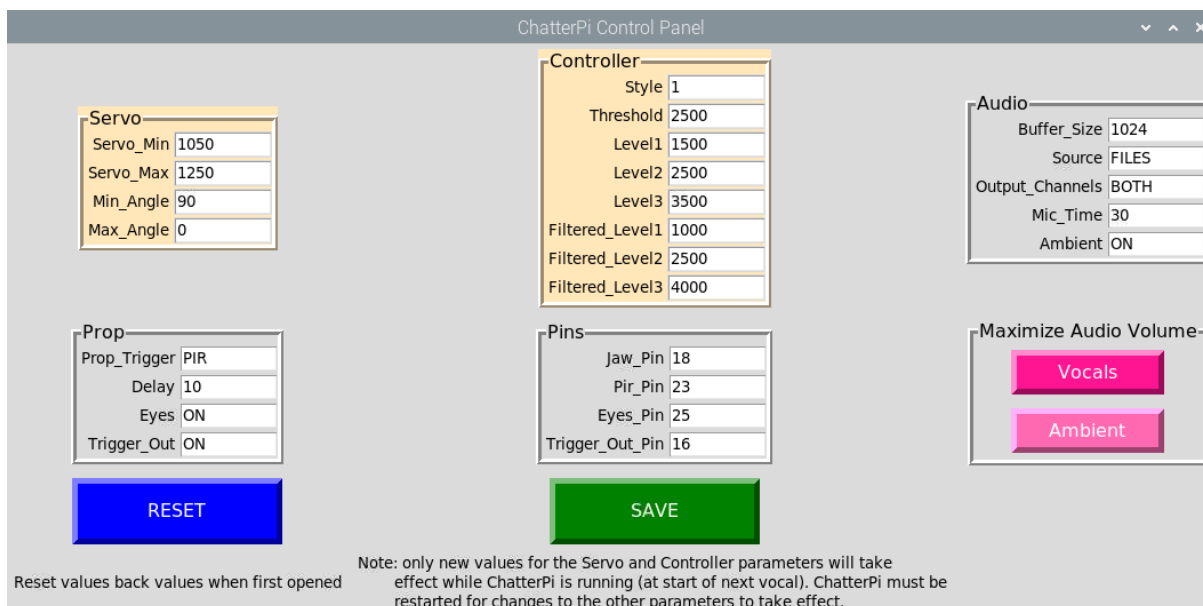 ChatterPi Control Panel
Servo
Servo_Min 1050
Servo_Max 1250
Min_Angle 90
Max_Angle 0
Controller
Style 1
Threshold 2500
Level1 1500
Level2 2500
Level3 3500
Filtered_Level1 1000
Filtered_Level2 2500
Filtered_Level3 4000
Audio
Buffer_Size 1024
Source FILES
Output_Channels BOTH
Mic_Time 30
Ambient ON
Prop
Prop_Trigger PIR
Delay 10
Eyes ON
Trigger_Out ON
Pins
Jaw_Pin 18
Pir_Pin 23
Eyes_Pin 25
Trigger_Out_Pin 16
Maximize Audio Volume
Vocals
Ambient
RESET
SAVE
Reset values back values when first opened
Note: only new values for the Servo and Controller parameters will take
effect while ChatterPi is running (at start of next vocal). ChatterPi must be
restarted for changes to the other parameters to take effect.